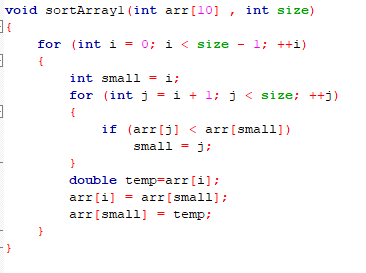 void sortArray1(int arr[10] , int size)
{
    for (int i = 0; i < size - 1; ++i)
    {
        int small = i;
        for (int j = i + 1; j < size; ++j)
        {
            if (arr[j] < arr[small])
                small = j;
        }
        double temp=arr[i];
        arr[i] = arr[small];
        arr[small] = temp;
    }
}